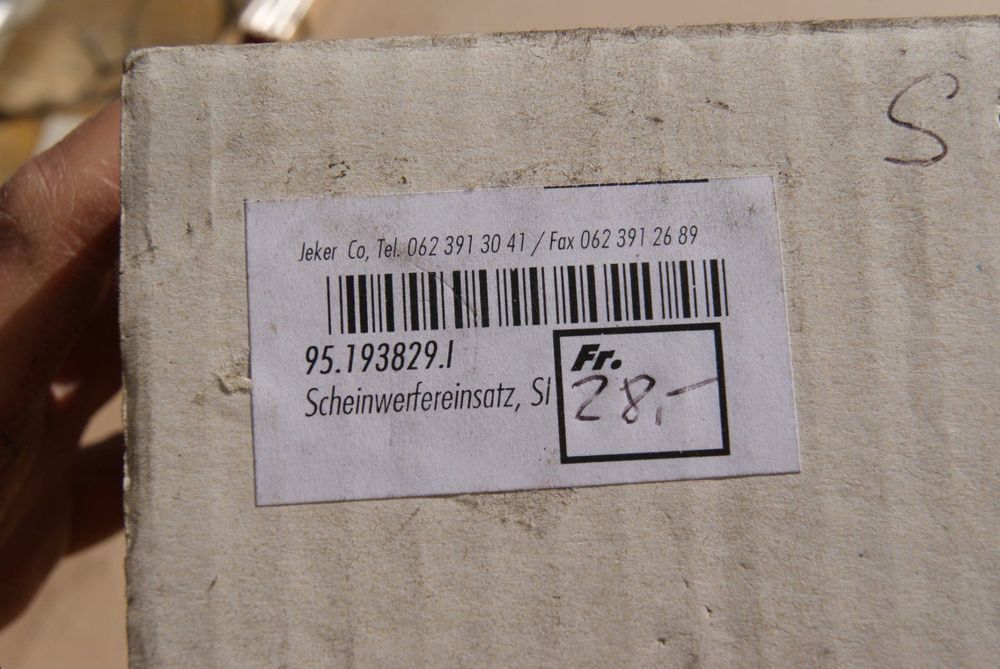 S
Jeker Co, Tel. 062 391 30 41 / Fax 062 391 26 89
95.193829.I
Fr.
Scheinwerfereinsatz, SI
28,-